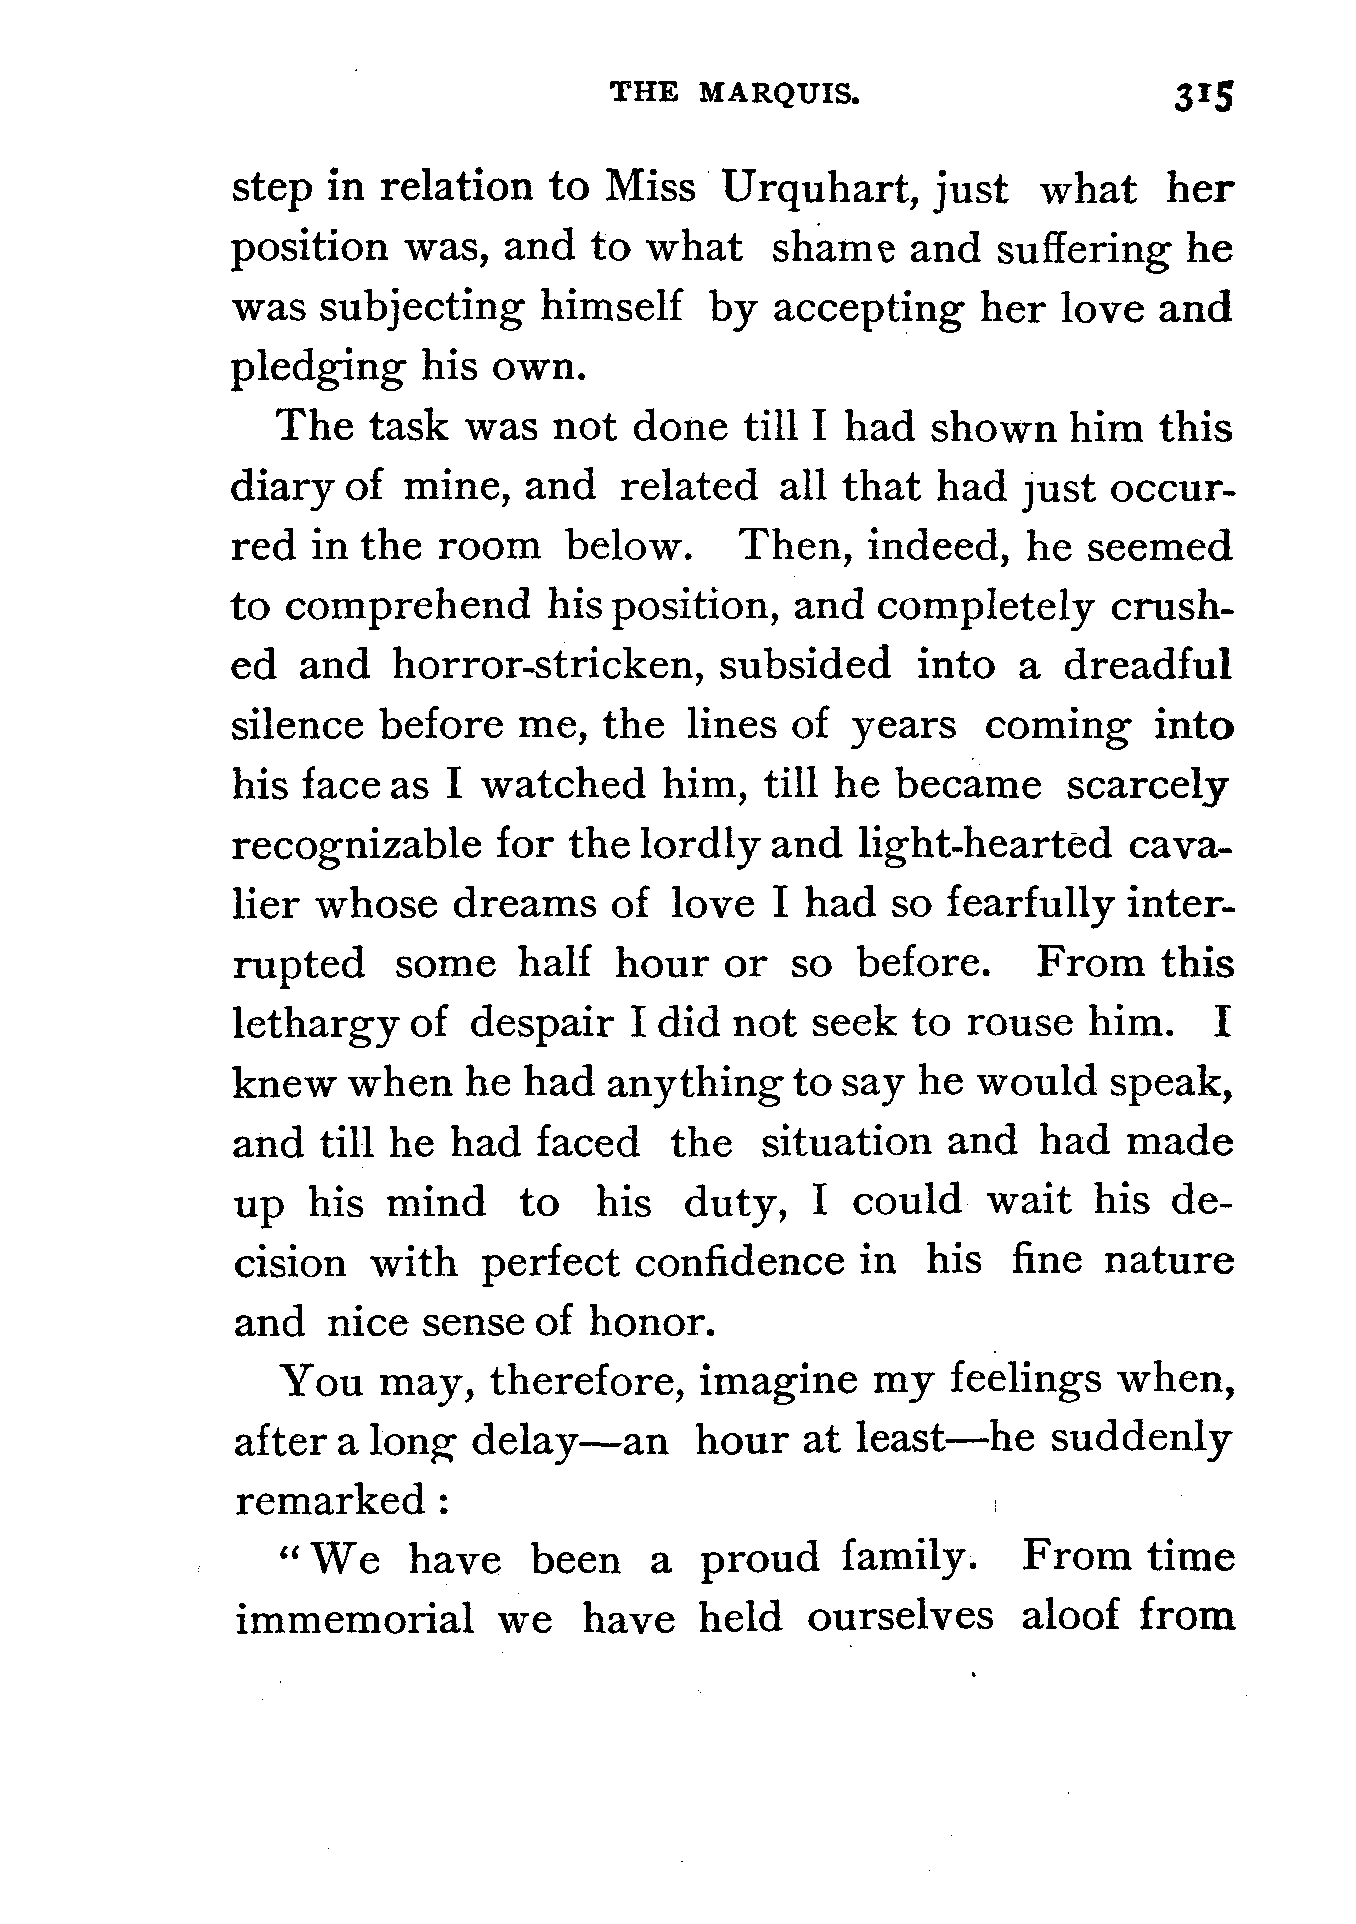 THE MARQUIS. 315
step in relation to Miss Urquhart, just what her
position was, and to what shame and suffering he
was subjecting himself by accepting her love and
pledging his own.
The task was not done till I had shown him this
diary of mine, and related all that had just occur-
red in the room below. Then, indeed, he seemed
to comprehend his position, and completely crush-
ed and horror-stricken, subsided into a dreadful
silence before me, the lines of years coming into
his face as I watched him, till he became scarcely
recognizable for the lordly and light-hearted cava-
lier whose dreams of love I had so fearfully inter-
rupted some half hour or so before. From this
lethargy of despair I did not seek to rouse him. I
knew when he had anything to say he would speak,
and till he had faced the situation and had made
up his mind to his duty, I could wait his de-
cision with perfect confidence in his fine nature
and nice sense of honor.
You may, therefore, imagine my feelings when,
after a long delay—an hour at least—he suddenly
remarked :
“ We have been a proud family. From time
immemorial we have held ourselves aloof from